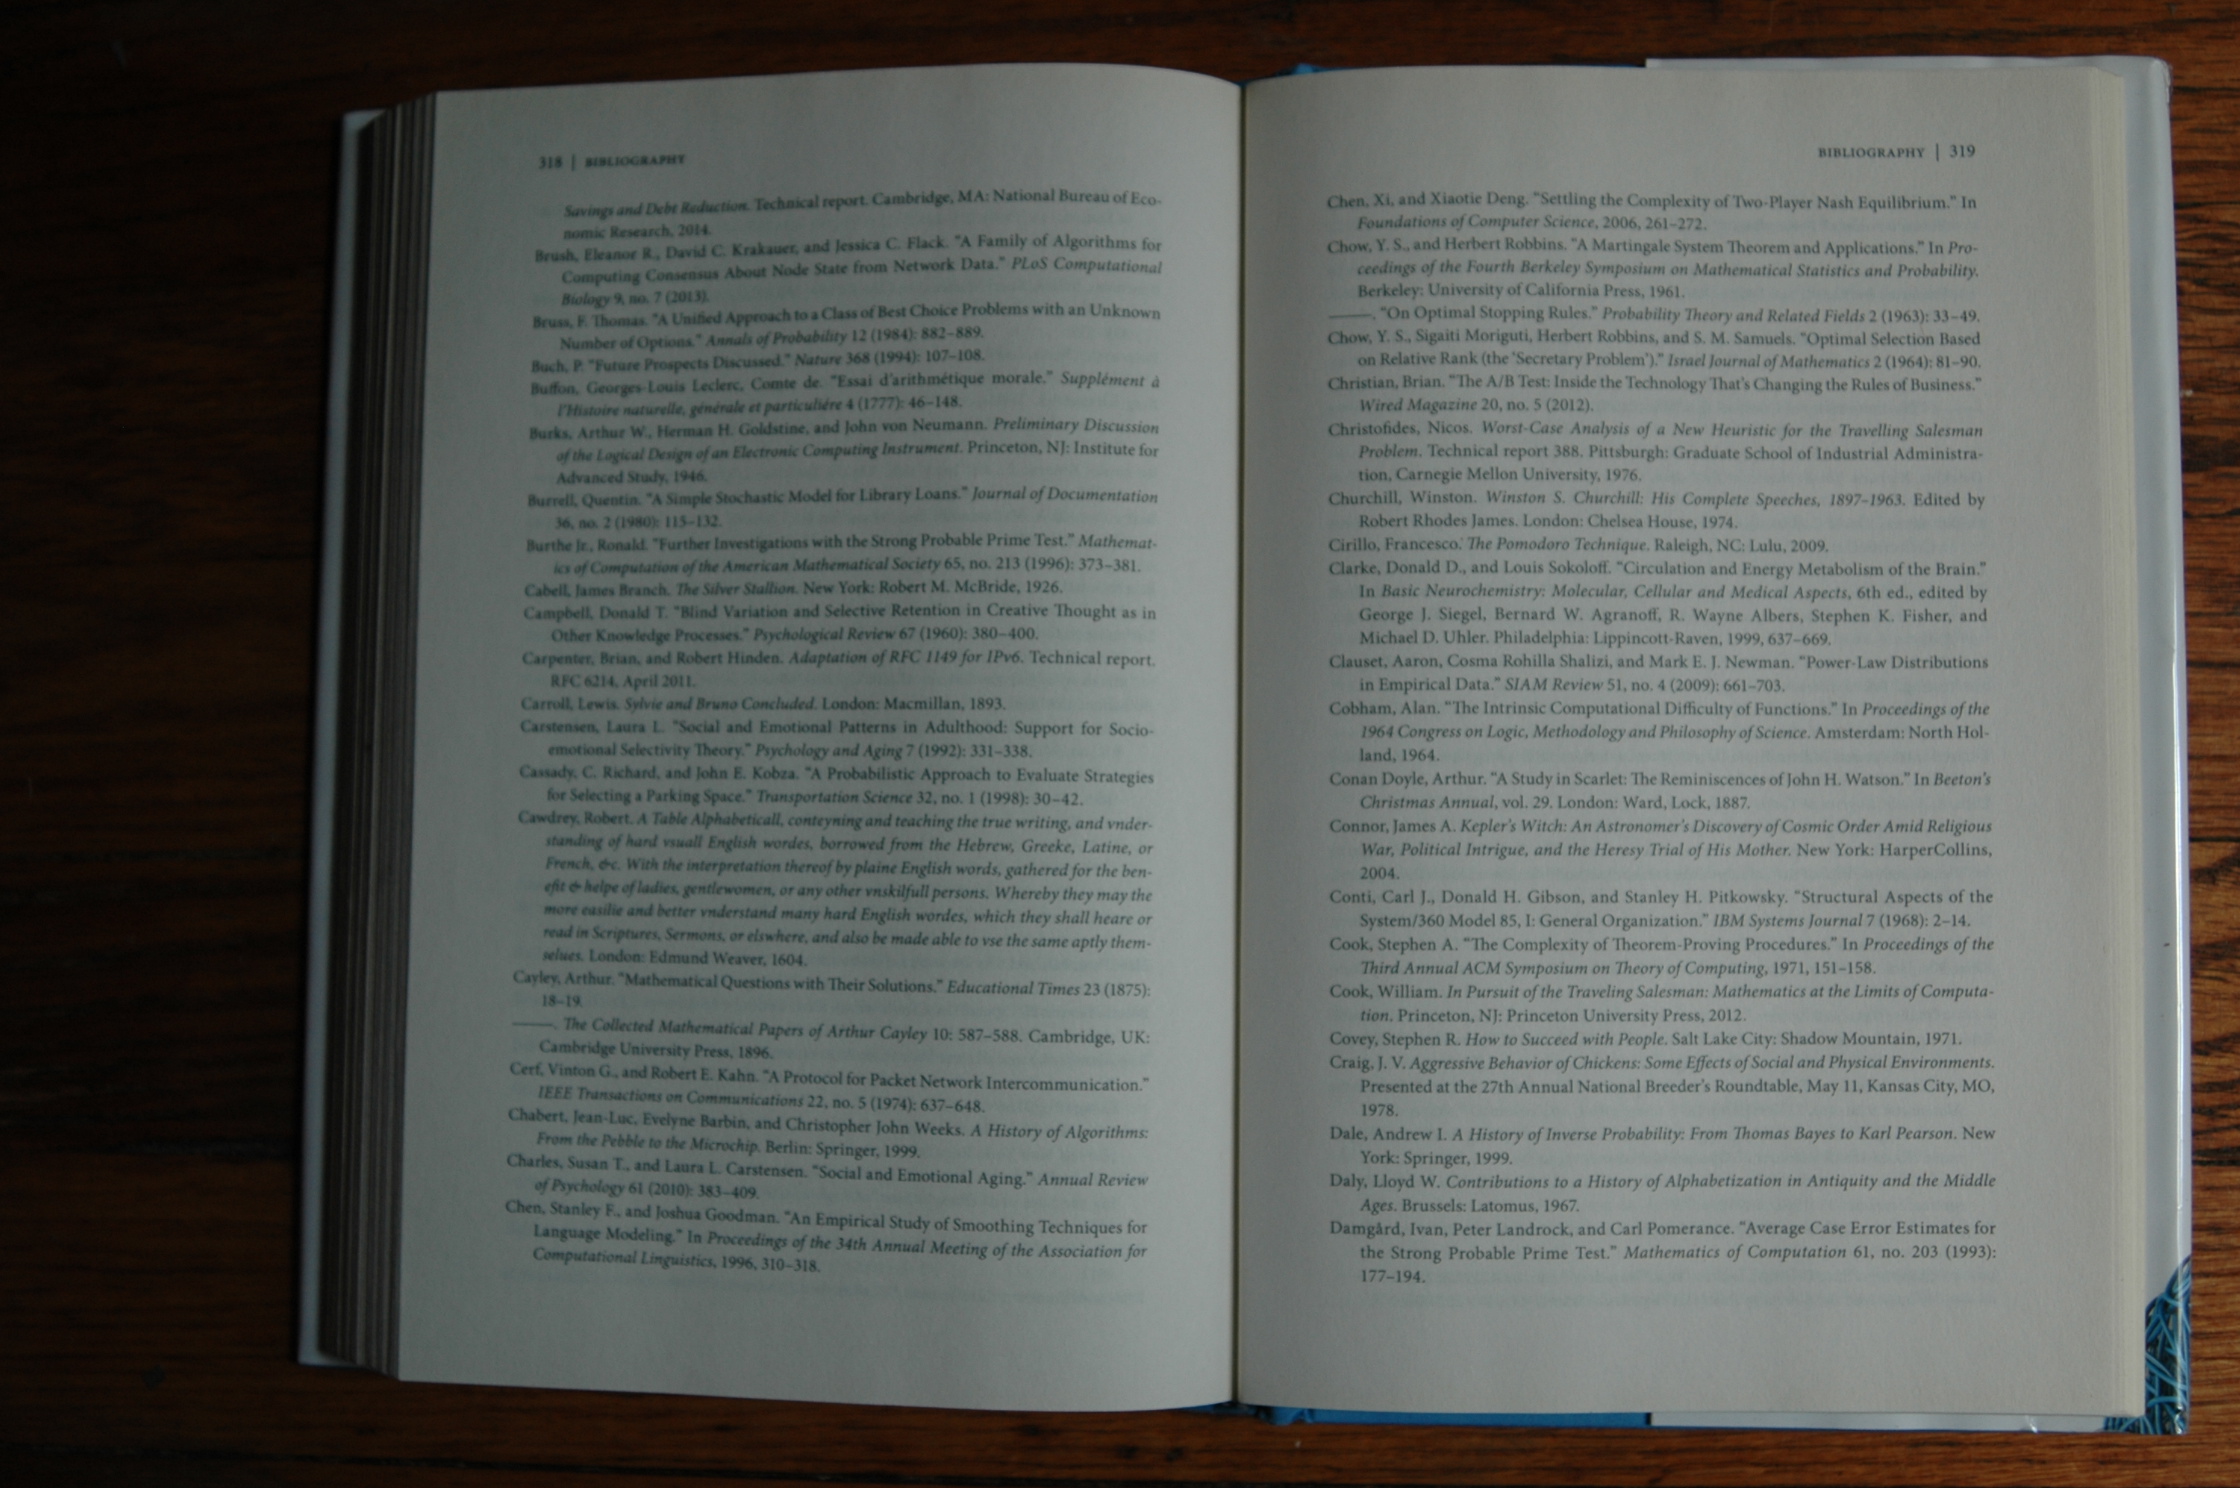 318 | BIBLIOGRAPHY
Savings and Debt Reduction. Technical report. Cambridge, MA: National Bureau of Eco-
nomic Research, 2014.
Brush, Eleanor R., David C. Krakauer, and Jessica C. Flack. "A Family of Algorithms for
Computing Consensus About Node State from Network Data." PLoS Computational
Biology 9, no. 7 (2013).
Bruss, F. Thomas. "A Unified Approach to a Class of Best Choice Problems with an Unknown
Number of Options." Annals of Probability 12 (1984): 882–889.
Buch, P. "Future Prospects Discussed." Nature 368 (1994): 107–108.
Buffon, Georges-Louis Leclerc, Comte de. "Essai d'arithmétique morale." Supplément à
l'Histoire naturelle, générale et particulière 4 (1777): 46–148.
Burks, Arthur W., Herman H. Goldstine, and John von Neumann. Preliminary Discussion
of the Logical Design of an Electronic Computing Instrument. Princeton, NJ: Institute for
Advanced Study, 1946.
Burrell, Quentin. "A Simple Stochastic Model for Library Loans." Journal of Documentation
36, no. 2 (1980): 115–132.
Burthe Jr., Ronald. "Further Investigations with the Strong Probable Prime Test." Mathemat-
ics of Computation of the American Mathematical Society 65, no. 213 (1996): 373–381.
Cabell, James Branch. The Silver Stallion. New York: Robert M. McBride, 1926.
Campbell, Donald T. "Blind Variation and Selective Retention in Creative Thought as in
Other Knowledge Processes." Psychological Review 67 (1960): 380–400.
Carpenter, Brian, and Robert Hinden. Adaptation of RFC 1149 for IPv6. Technical report.
RFC 6214, April 2011.
Carroll, Lewis. Sylvie and Bruno Concluded. London: Macmillan, 1893.
Carstensen, Laura L. "Social and Emotional Patterns in Adulthood: Support for Socio-
emotional Selectivity Theory." Psychology and Aging 7 (1992): 331–338.
Cassady, C. Richard, and John E. Kobza. "A Probabilistic Approach to Evaluate Strategies
for Selecting a Parking Space." Transportation Science 32, no. 1 (1998): 30–42.
Cawdrey, Robert. A Table Alphabeticall, conteyning and teaching the true writing, and vnder-
standing of hard vsuall English wordes, borrowed from the Hebrew, Greeke, Latine, or
French, &c. With the interpretation thereof by plaine English words, gathered for the ben-
efit & helpe of ladies, gentlewomen, or any other vnskilfull persons. Whereby they may the
more easilie and better vnderstand many hard English wordes, which they shall heare or
read in Scriptures, Sermons, or elswhere, and also be made able to vse the same aptly them-
selues. London: Edmund Weaver, 1604.
Cayley, Arthur. "Mathematical Questions with Their Solutions." Educational Times 23 (1875):
18–19.
———. The Collected Mathematical Papers of Arthur Cayley 10: 587–588. Cambridge, UK:
Cambridge University Press, 1896.
Cerf, Vinton G., and Robert E. Kahn. "A Protocol for Packet Network Intercommunication."
IEEE Transactions on Communications 22, no. 5 (1974): 637–648.
Chabert, Jean-Luc, Evelyne Barbin, and Christopher John Weeks. A History of Algorithms:
From the Pebble to the Microchip. Berlin: Springer, 1999.
Charles, Susan T., and Laura L. Carstensen. "Social and Emotional Aging." Annual Review
of Psychology 61 (2010): 383–409.
Chen, Stanley F., and Joshua Goodman. "An Empirical Study of Smoothing Techniques for
Language Modeling." In Proceedings of the 34th Annual Meeting of the Association for
Computational Linguistics, 1996, 310–318.
BIBLIOGRAPHY | 319
Chen, Xi, and Xiaotie Deng. "Settling the Complexity of Two-Player Nash Equilibrium." In
Foundations of Computer Science, 2006, 261–272.
Chow, Y. S., and Herbert Robbins. "A Martingale System Theorem and Applications." In Pro-
ceedings of the Fourth Berkeley Symposium on Mathematical Statistics and Probability.
Berkeley: University of California Press, 1961.
———. "On Optimal Stopping Rules." Probability Theory and Related Fields 2 (1963): 33–49.
Chow, Y. S., Sigaiti Moriguti, Herbert Robbins, and S. M. Samuels. "Optimal Selection Based
on Relative Rank (the 'Secretary Problem')." Israel Journal of Mathematics 2 (1964): 81–90.
Christian, Brian. "The A/B Test: Inside the Technology That's Changing the Rules of Business."
Wired Magazine 20, no. 5 (2012).
Christofides, Nicos. Worst-Case Analysis of a New Heuristic for the Travelling Salesman
Problem. Technical report 388. Pittsburgh: Graduate School of Industrial Administra-
tion, Carnegie Mellon University, 1976.
Churchill, Winston. Winston S. Churchill: His Complete Speeches, 1897–1963. Edited by
Robert Rhodes James. London: Chelsea House, 1974.
Cirillo, Francesco. The Pomodoro Technique. Raleigh, NC: Lulu, 2009.
Clarke, Donald D., and Louis Sokoloff. "Circulation and Energy Metabolism of the Brain."
In Basic Neurochemistry: Molecular, Cellular and Medical Aspects, 6th ed., edited by
George J. Siegel, Bernard W. Agranoff, R. Wayne Albers, Stephen K. Fisher, and
Michael D. Uhler. Philadelphia: Lippincott-Raven, 1999, 637–669.
Clauset, Aaron, Cosma Rohilla Shalizi, and Mark E. J. Newman. "Power-Law Distributions
in Empirical Data." SIAM Review 51, no. 4 (2009): 661–703.
Cobham, Alan. "The Intrinsic Computational Difficulty of Functions." In Proceedings of the
1964 Congress on Logic, Methodology and Philosophy of Science. Amsterdam: North Hol-
land, 1964.
Conan Doyle, Arthur. "A Study in Scarlet: The Reminiscences of John H. Watson." In Beeton's
Christmas Annual, vol. 29. London: Ward, Lock, 1887.
Connor, James A. Kepler's Witch: An Astronomer's Discovery of Cosmic Order Amid Religious
War, Political Intrigue, and the Heresy Trial of His Mother. New York: HarperCollins,
2004.
Conti, Carl J., Donald H. Gibson, and Stanley H. Pitkowsky. "Structural Aspects of the
System/360 Model 85, I: General Organization." IBM Systems Journal 7 (1968): 2–14.
Cook, Stephen A. "The Complexity of Theorem-Proving Procedures." In Proceedings of the
Third Annual ACM Symposium on Theory of Computing, 1971, 151–158.
Cook, William. In Pursuit of the Traveling Salesman: Mathematics at the Limits of Computa-
tion. Princeton, NJ: Princeton University Press, 2012.
Covey, Stephen R. How to Succeed with People. Salt Lake City: Shadow Mountain, 1971.
Craig, J. V. Aggressive Behavior of Chickens: Some Effects of Social and Physical Environments.
Presented at the 27th Annual National Breeder's Roundtable, May 11, Kansas City, MO,
1978.
Dale, Andrew I. A History of Inverse Probability: From Thomas Bayes to Karl Pearson. New
York: Springer, 1999.
Daly, Lloyd W. Contributions to a History of Alphabetization in Antiquity and the Middle
Ages. Brussels: Latomus, 1967.
Damgård, Ivan, Peter Landrock, and Carl Pomerance. "Average Case Error Estimates for
the Strong Probable Prime Test." Mathematics of Computation 61, no. 203 (1993):
177–194.